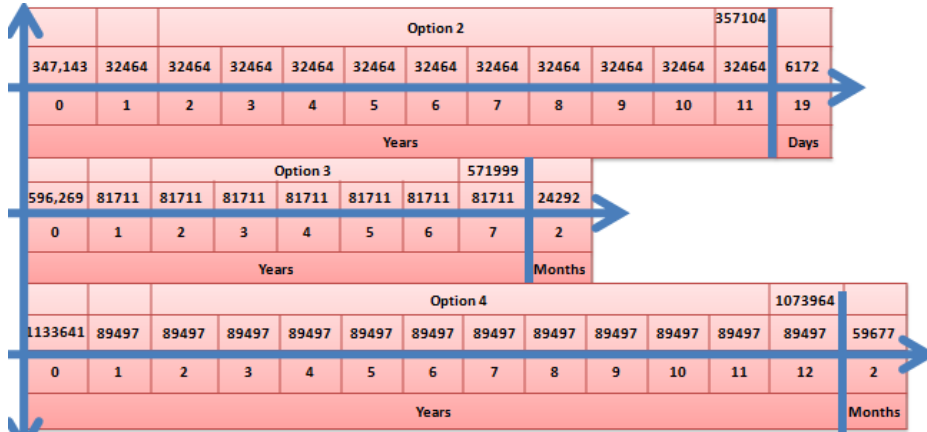 Option 2 357104
347,143 32464 32464 32464 32464 32464 32464 32464 32464 32464 32464 32464 6172
0 1 2 3 4 5 6 7 8 9 10 11 19
Years Days
Option 3 571999
596,269 81711 81711 81711 81711 81711 81711 81711 24292
0 1 2 3 4 5 6 7 2
Years Months
Option 4 1073964
1133641 89497 89497 89497 89497 89497 89497 89497 89497 89497 89497 89497 89497 59677
0 1 2 3 4 5 6 7 8 9 10 11 12 2
Years Months